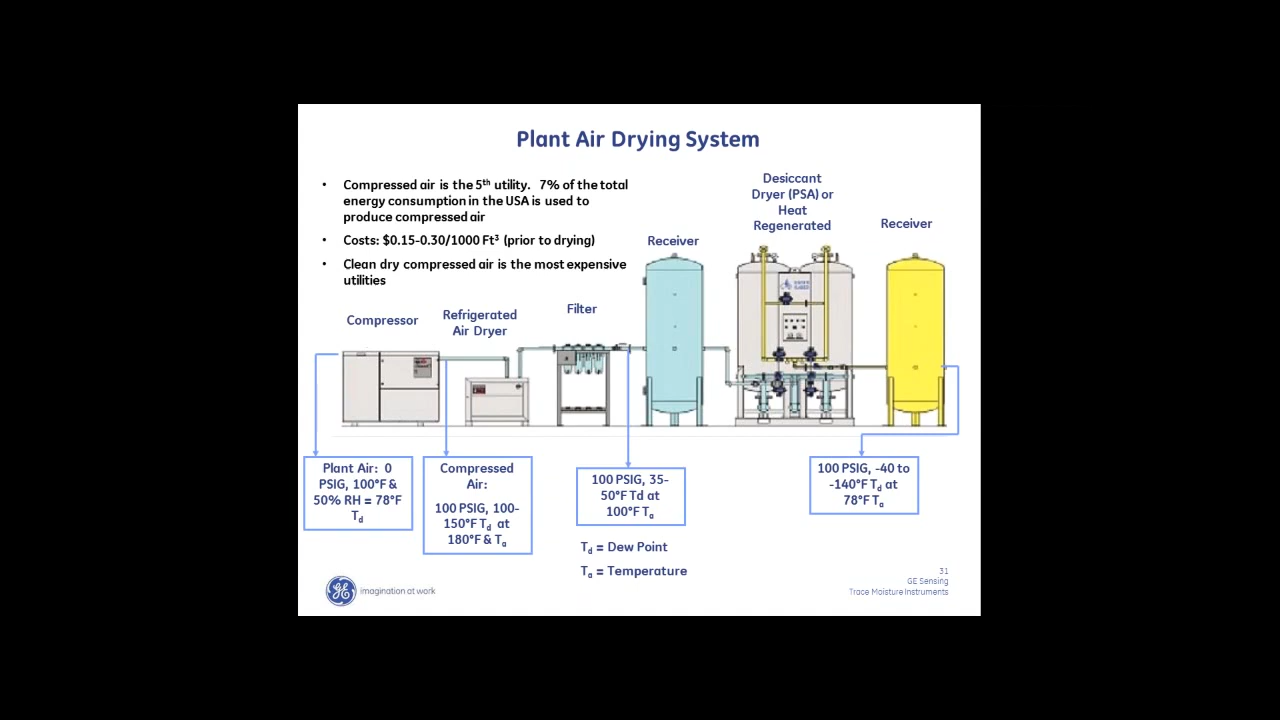 Plant Air Drying System
• Compressed air is the 5th utility. 7% of the total
energy consumption in the USA is used to
produce compressed air
• Costs: $0.15-0.30/1000 Ft³ (prior to drying)
• Clean dry compressed air is the most expensive
utilities
Compressor
Refrigerated
Air Dryer
Filter
Receiver
Desiccant
Dryer (PSA) or
Heat
Regenerated
Receiver
Plant Air: 0
PSIG, 100°F &
50% RH = 78°F
Td
Compressed
Air:
100 PSIG, 100-
150°F Td at
180°F & Ta
100 PSIG, 35-
50°F Td at
100°F Ta
100 PSIG, -40 to
-140°F Td at
78°F Ta
Td = Dew Point
Ta = Temperature
GE imagination at work
31
GE Sensing
Trace Moisture Instruments